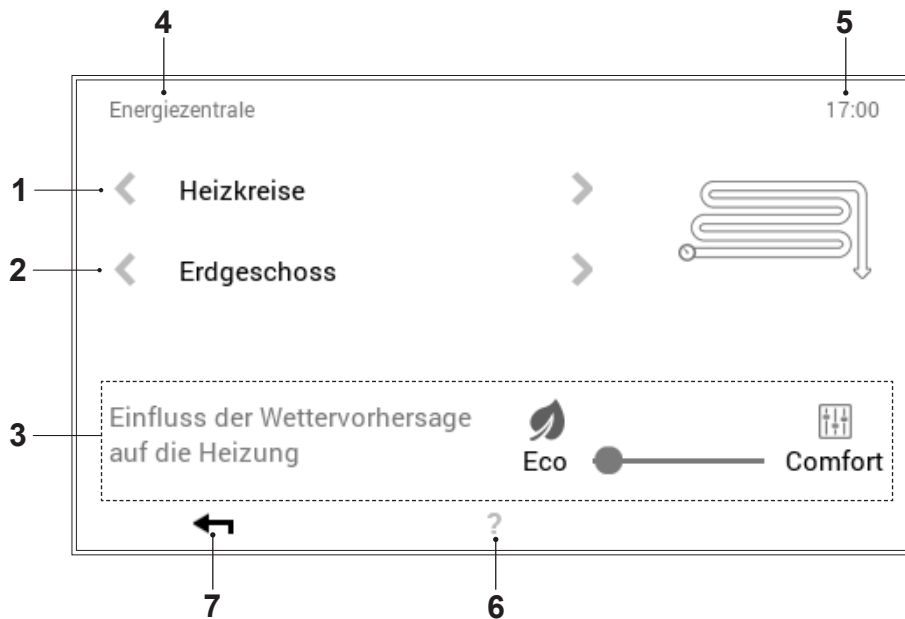 4 5
Energiezentrale 17:00
1 Heizkreise
2 Erdgeschoss
3 Einfluss der Wettervorhersage
auf die Heizung Eco Comfort
?
7 6